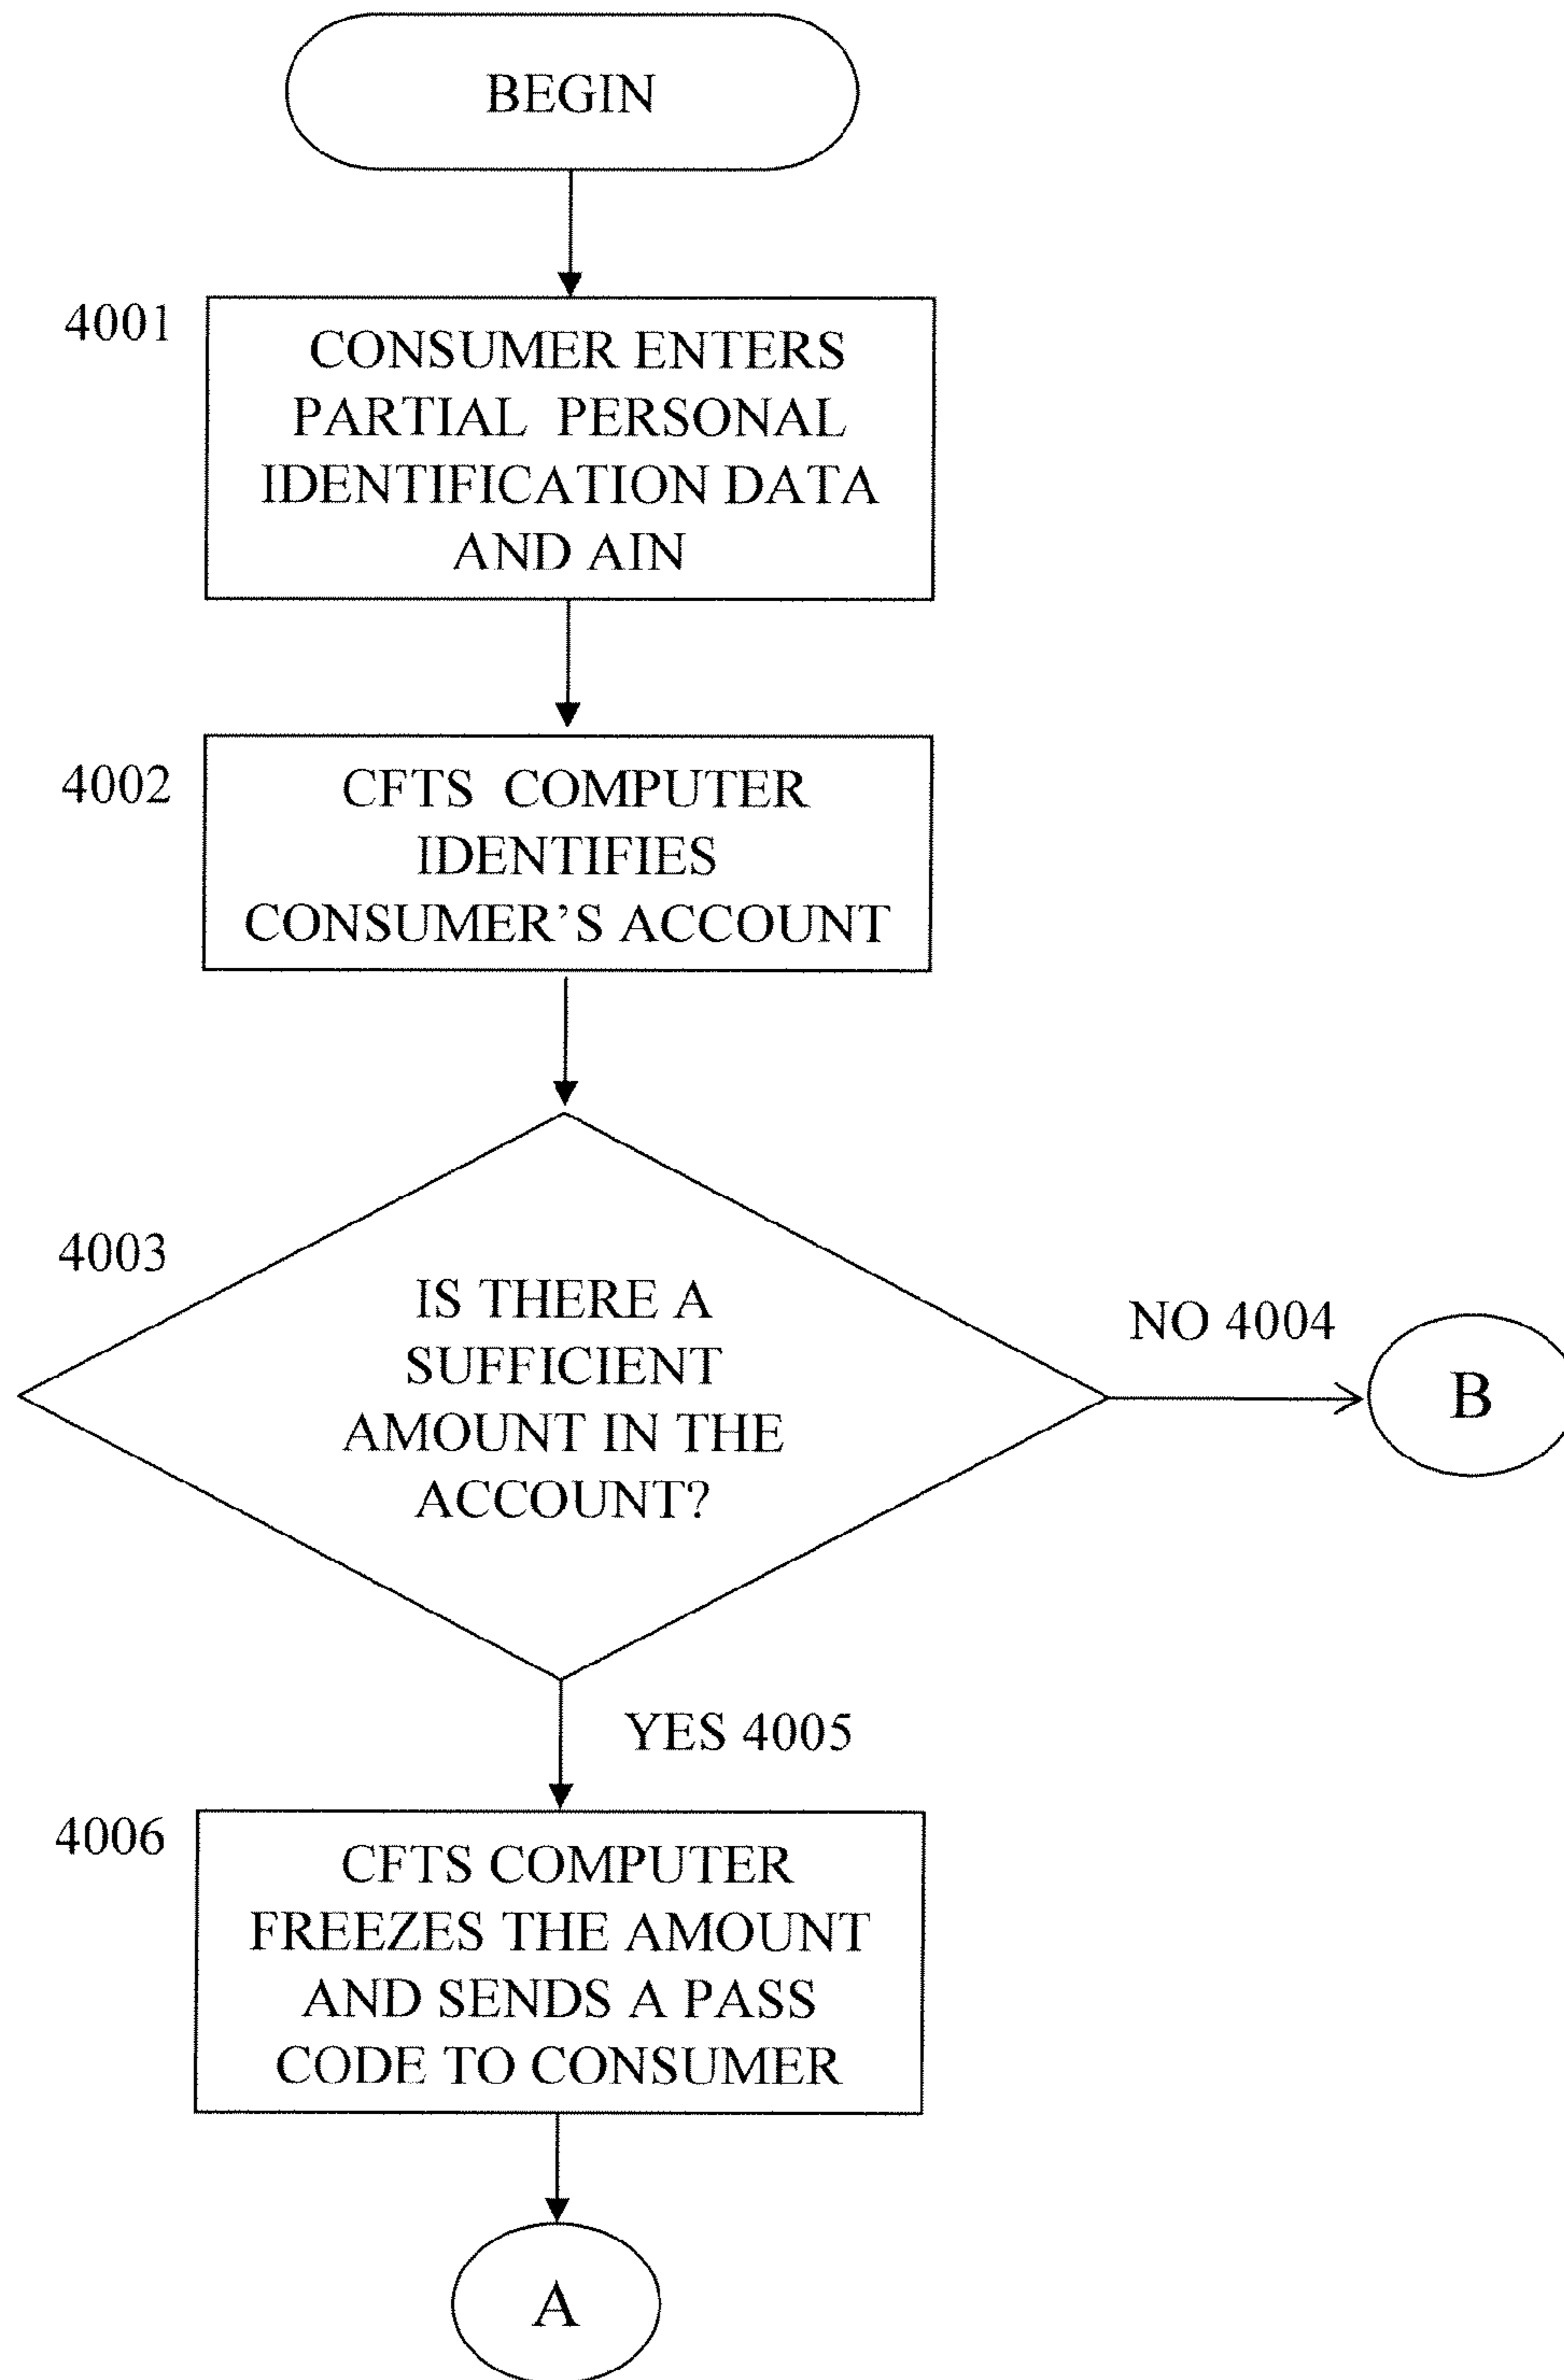 BEGIN
4001
CONSUMER ENTERS
PARTIAL PERSONAL
IDENTIFICATION DATA
AND AIN
4002
CFTS COMPUTER
IDENTIFIES
CONSUMER'S ACCOUNT
4003
IS THERE A
SUFFICIENT
AMOUNT IN THE
ACCOUNT?
NO 4004
B
YES 4005
4006
CFTS COMPUTER
FREEZES THE AMOUNT
AND SENDS A PASS
CODE TO CONSUMER
A